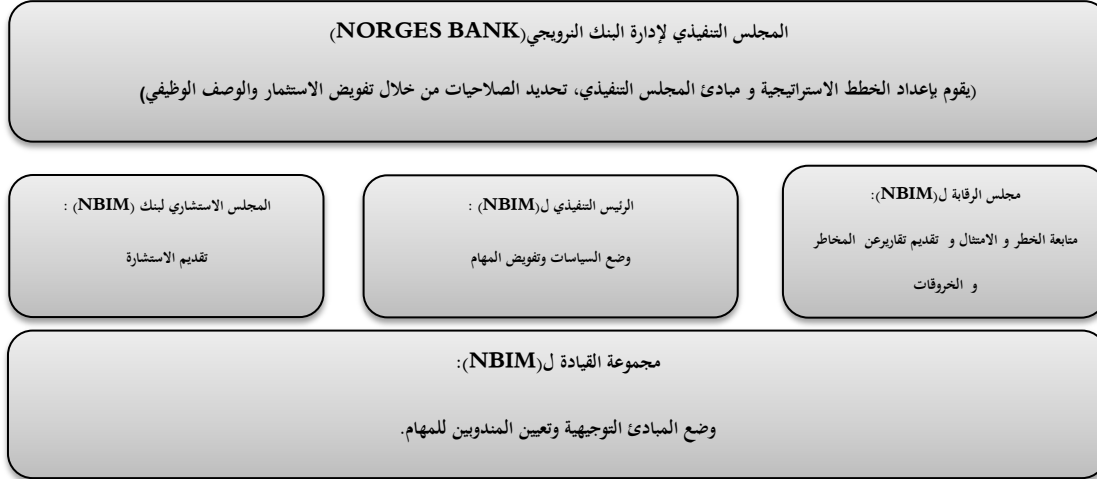 المجلس التنفيذي لإدارة البنك النرويجي(NORGES BANK)
(يقوم بإعداد الخطط الاستراتيجية و مبادئ المجلس التنفيذي، تحديد الصلاحيات من خلال تفويض الاستثمار والوصف الوظيفي)
مجلس الرقابة ل(NBIM):
متابعة الخطر و الامتثال و تقديم تقاريرعن المخاطر
و الخروقات
الرئيس التنفيذي ل(NBIM) :
وضع السياسات وتفويض المهام
المجلس الاستشاري لبنك (NBIM) :
تقديم الاستشارة
مجموعة القيادة ل(NBIM):
وضع المبادئ التوجيهية وتعيين المندوبين للمهام.